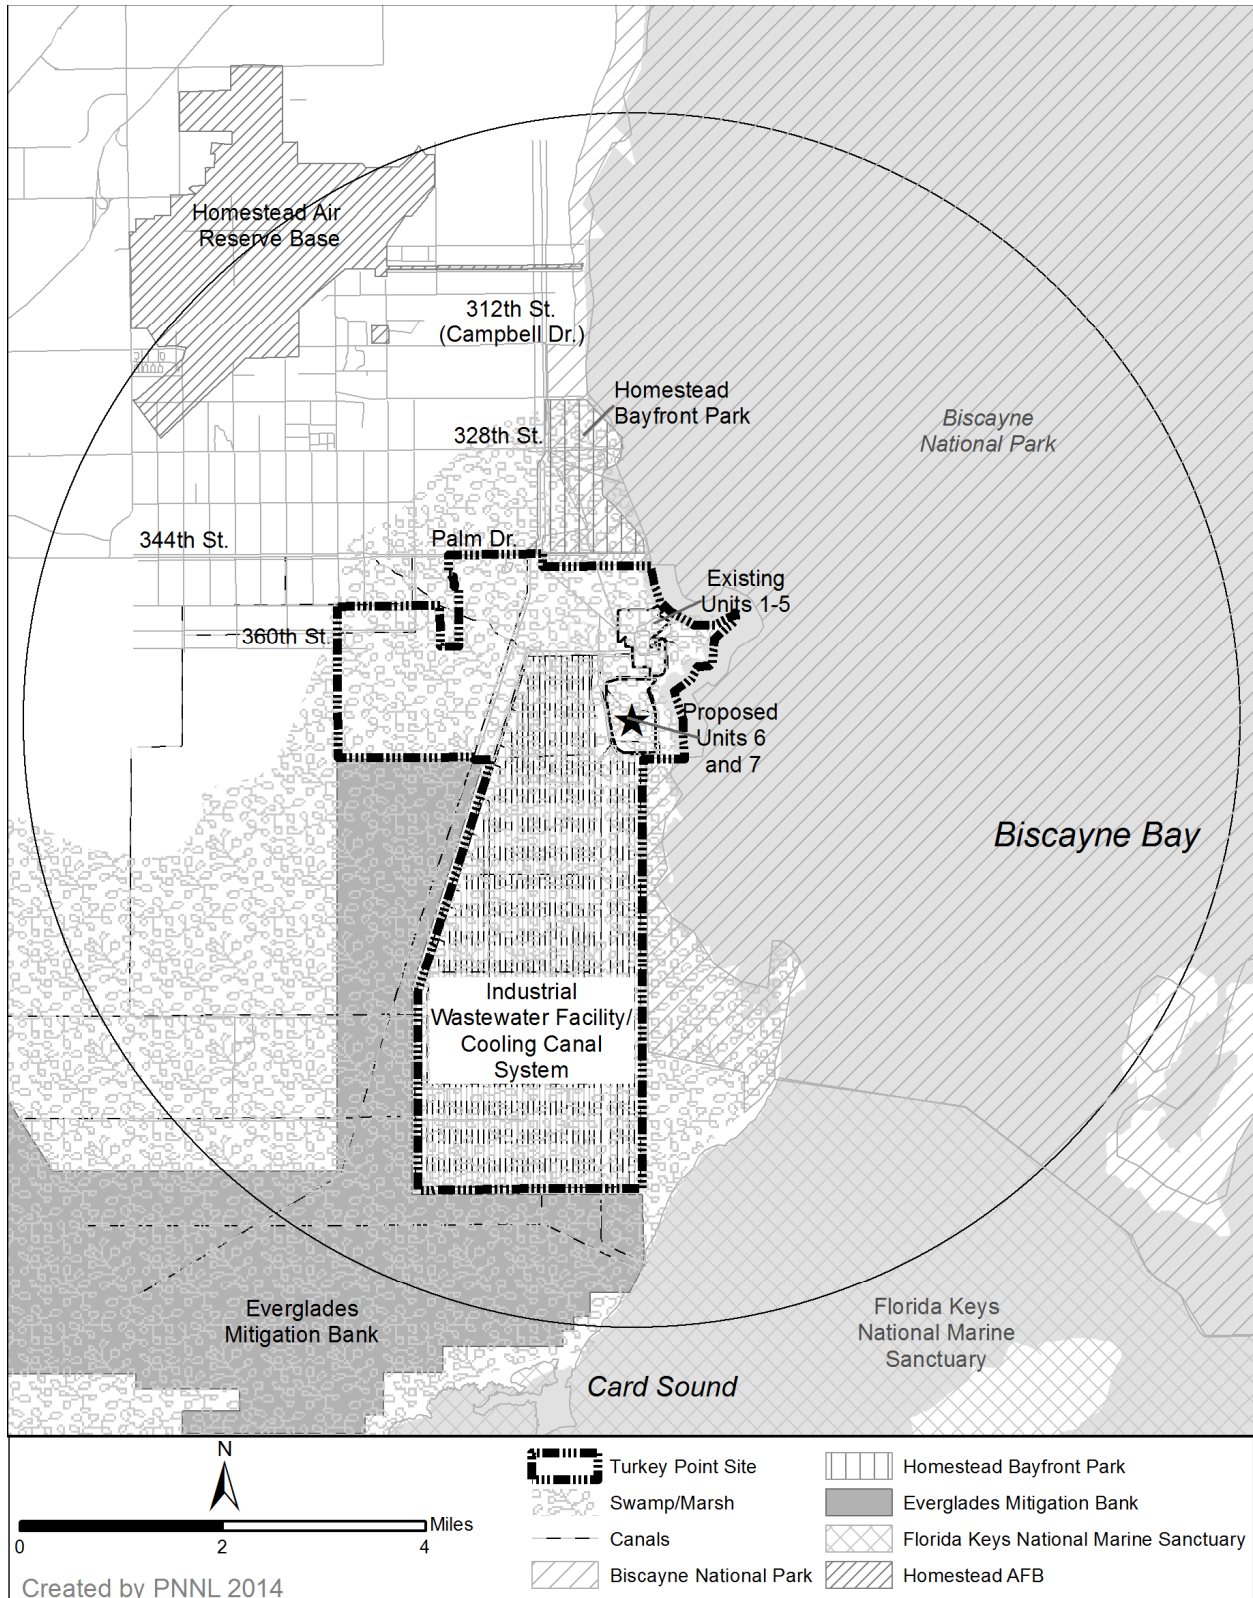 Homestead Air
Reserve Base
312th St.
(Campbell Dr.)
Homestead
Bayfront Park
Biscayne
National Park
328th St.
344th St.
Palm Dr.
Existing
Units 1-5
360th St.
Proposed
Units 6
and 7
Biscayne Bay
Industrial
Wastewater Facility/
Cooling Canal
System
Everglades
Mitigation Bank
Florida Keys
National Marine
Sanctuary
Card Sound
N
Miles
0 2 4
Created by PNNL 2014
Turkey Point Site
Swamp/Marsh
Canals
Biscayne National Park
Homestead Bayfront Park
Everglades Mitigation Bank
Florida Keys National Marine Sanctuary
Homestead AFB